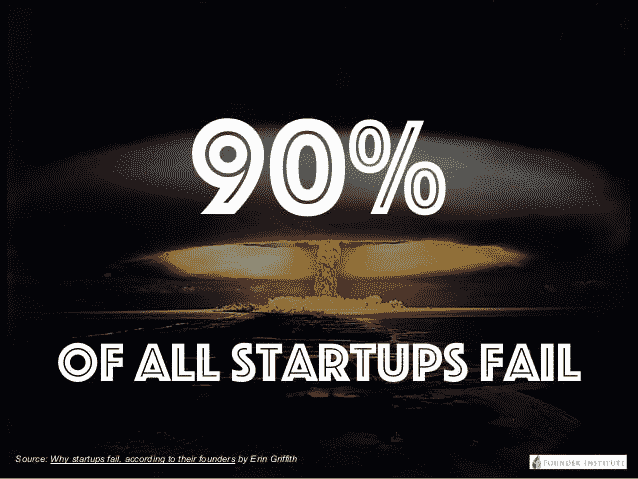 90%
OF ALL STARTUPS FAIL
Source: Why startups fail, according to their founders by Erin Griffith
FOUNDER INSTITUTE